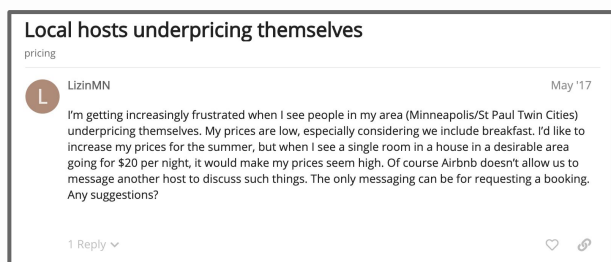 Local hosts underpricing themselves
pricing
L
LizinMN
May '17
I'm getting increasingly frustrated when I see people in my area (Minneapolis/St Paul Twin Cities)
underpricing themselves. My prices are low, especially considering we include breakfast. I'd like to
increase my prices for the summer, but when I see a single room in a house in a desirable area
going for $20 per night, it would make my prices seem high. Of course Airbnb doesn't allow us to
message another host to discuss such things. The only messaging can be for requesting a booking.
Any suggestions?
1 Reply